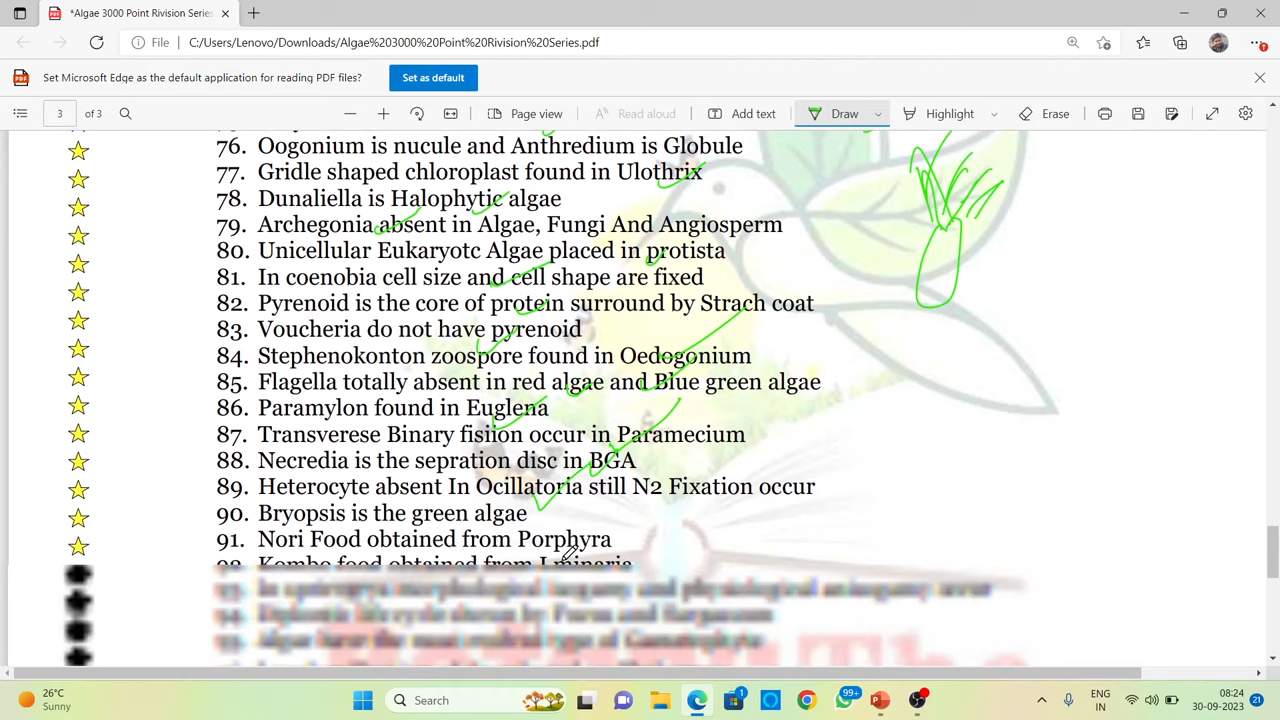 *Algae 3000 Point Rivision Series
File C:/Users/Lenovo/Downloads/Algae%203000%20Point%20Rivision%20Series.pdf
Set Microsoft Edge as the default application for reading PDF files? Set as default
3 of 3 Page view Read aloud Add text Draw Highlight Erase
76. Oogonium is nucule and Anthredium is Globule
77. Gridle shaped chloroplast found in Ulothrix
78. Dunaliella is Halophytic algae
79. Archegonia absent in Algae, Fungi And Angiosperm
80. Unicellular Eukaryotc Algae placed in protista
81. In coenobia cell size and cell shape are fixed
82. Pyrenoid is the core of protein surround by Strach coat
83. Voucheria do not have pyrenoid
84. Stephenokonton zoospore found in Oedogonium
85. Flagella totally absent in red algae and Blue green algae
86. Paramylon found in Euglena
87. Transverese Binary fisiion occur in Paramecium
88. Necredia is the sepration disc in BGA
89. Heterocyte absent In Ocillatoria still N2 Fixation occur
90. Bryopsis is the green algae
91. Nori Food obtained from Porphyra
food obtained from
26°C
Sunny
Search
99+
ENG
IN
08:24
30-09-2023
21